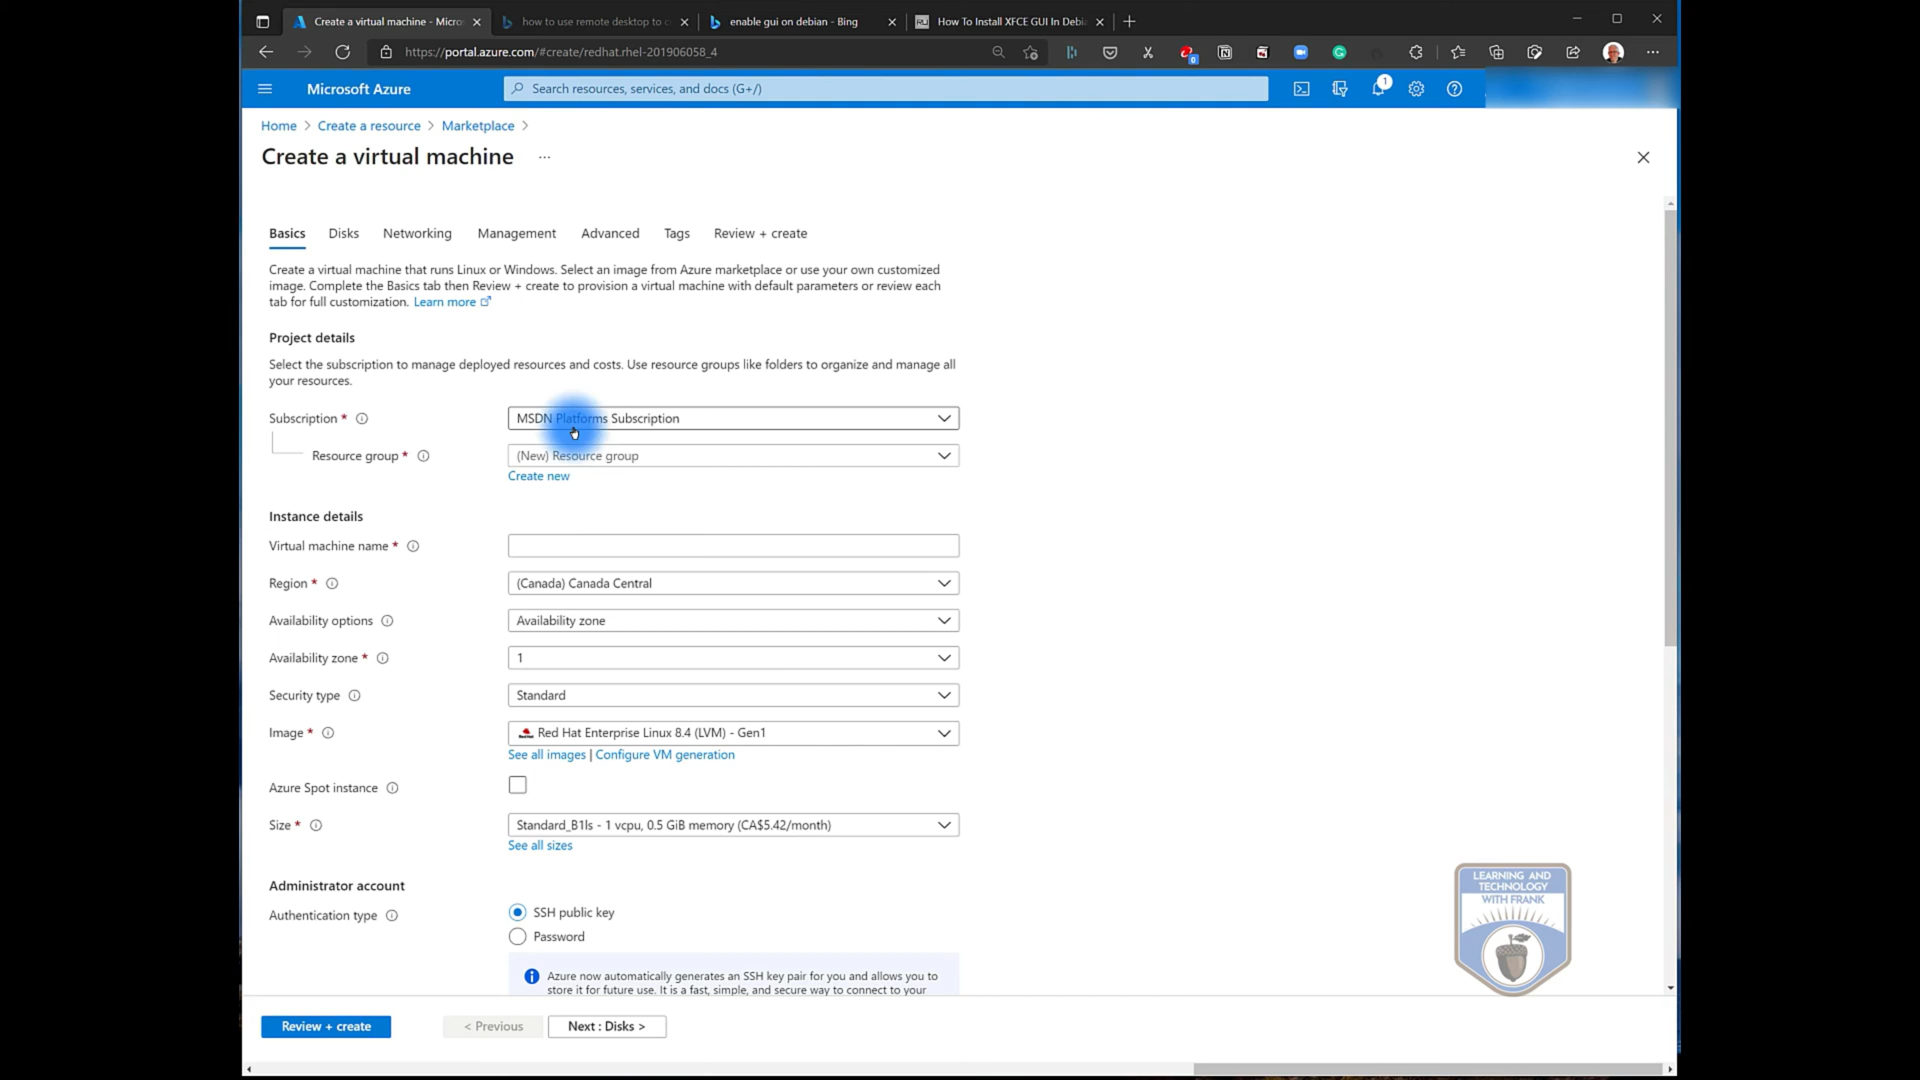 Create a virtual machine - Micro
how to use remote desktop to c
enable gui on debian - Bing
How To Install XFCE GUI In Debi
https://portal.azure.com/#create/redhat.rhel-201906058_4
0
Microsoft Azure
Search resources, services, and docs (G+/)
1
Home > Create a resource > Marketplace >
Create a virtual machine ...
Basics
Disks
Networking
Management
Advanced
Tags
Review + create
Create a virtual machine that runs Linux or Windows. Select an image from Azure marketplace or use your own customized
image. Complete the Basics tab then Review + create to provision a virtual machine with default parameters or review each
tab for full customization. Learn more
Project details
Select the subscription to manage deployed resources and costs. Use resource groups like folders to organize and manage all
your resources.
Subscription *
MSDN Platforms Subscription
Resource group *
(New) Resource group
Create new
Instance details
Virtual machine name *
Region *
(Canada) Canada Central
Availability options
Availability zone
Availability zone *
1
Security type
Standard
Image *
Red Hat Enterprise Linux 8.4 (LVM) - Gen1
See all images | Configure VM generation
Azure Spot instance
Size *
Standard_B1ls - 1 vcpu, 0.5 GiB memory (CA$5.42/month)
See all sizes
Administrator account
Authentication type
SSH public key
Password
Azure now automatically generates an SSH key pair for you and allows you to
store it for future use. It is a fast, simple, and secure way to connect to your
Review + create
< Previous
Next : Disks >
LEARNING AND
TECHNOLOGY
WITH FRANK